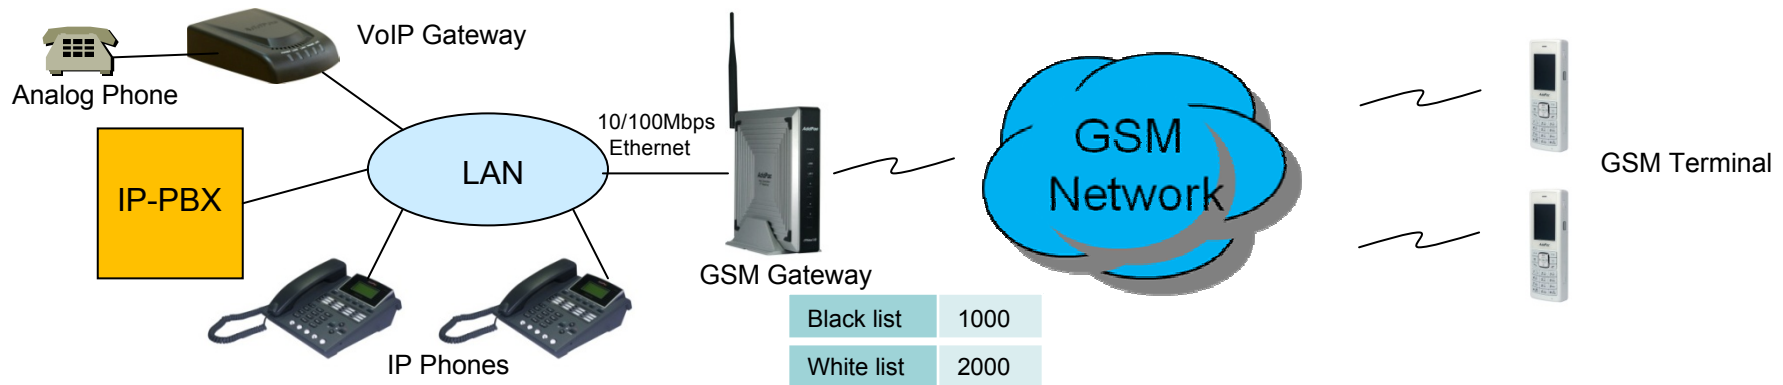 VoIP Gateway
Analog Phone
IP-PBX
LAN
10/100Mbps
Ethernet
GSM
Network
GSM Terminal
GSM Gateway
IP Phones
Black list 1000
White list 2000